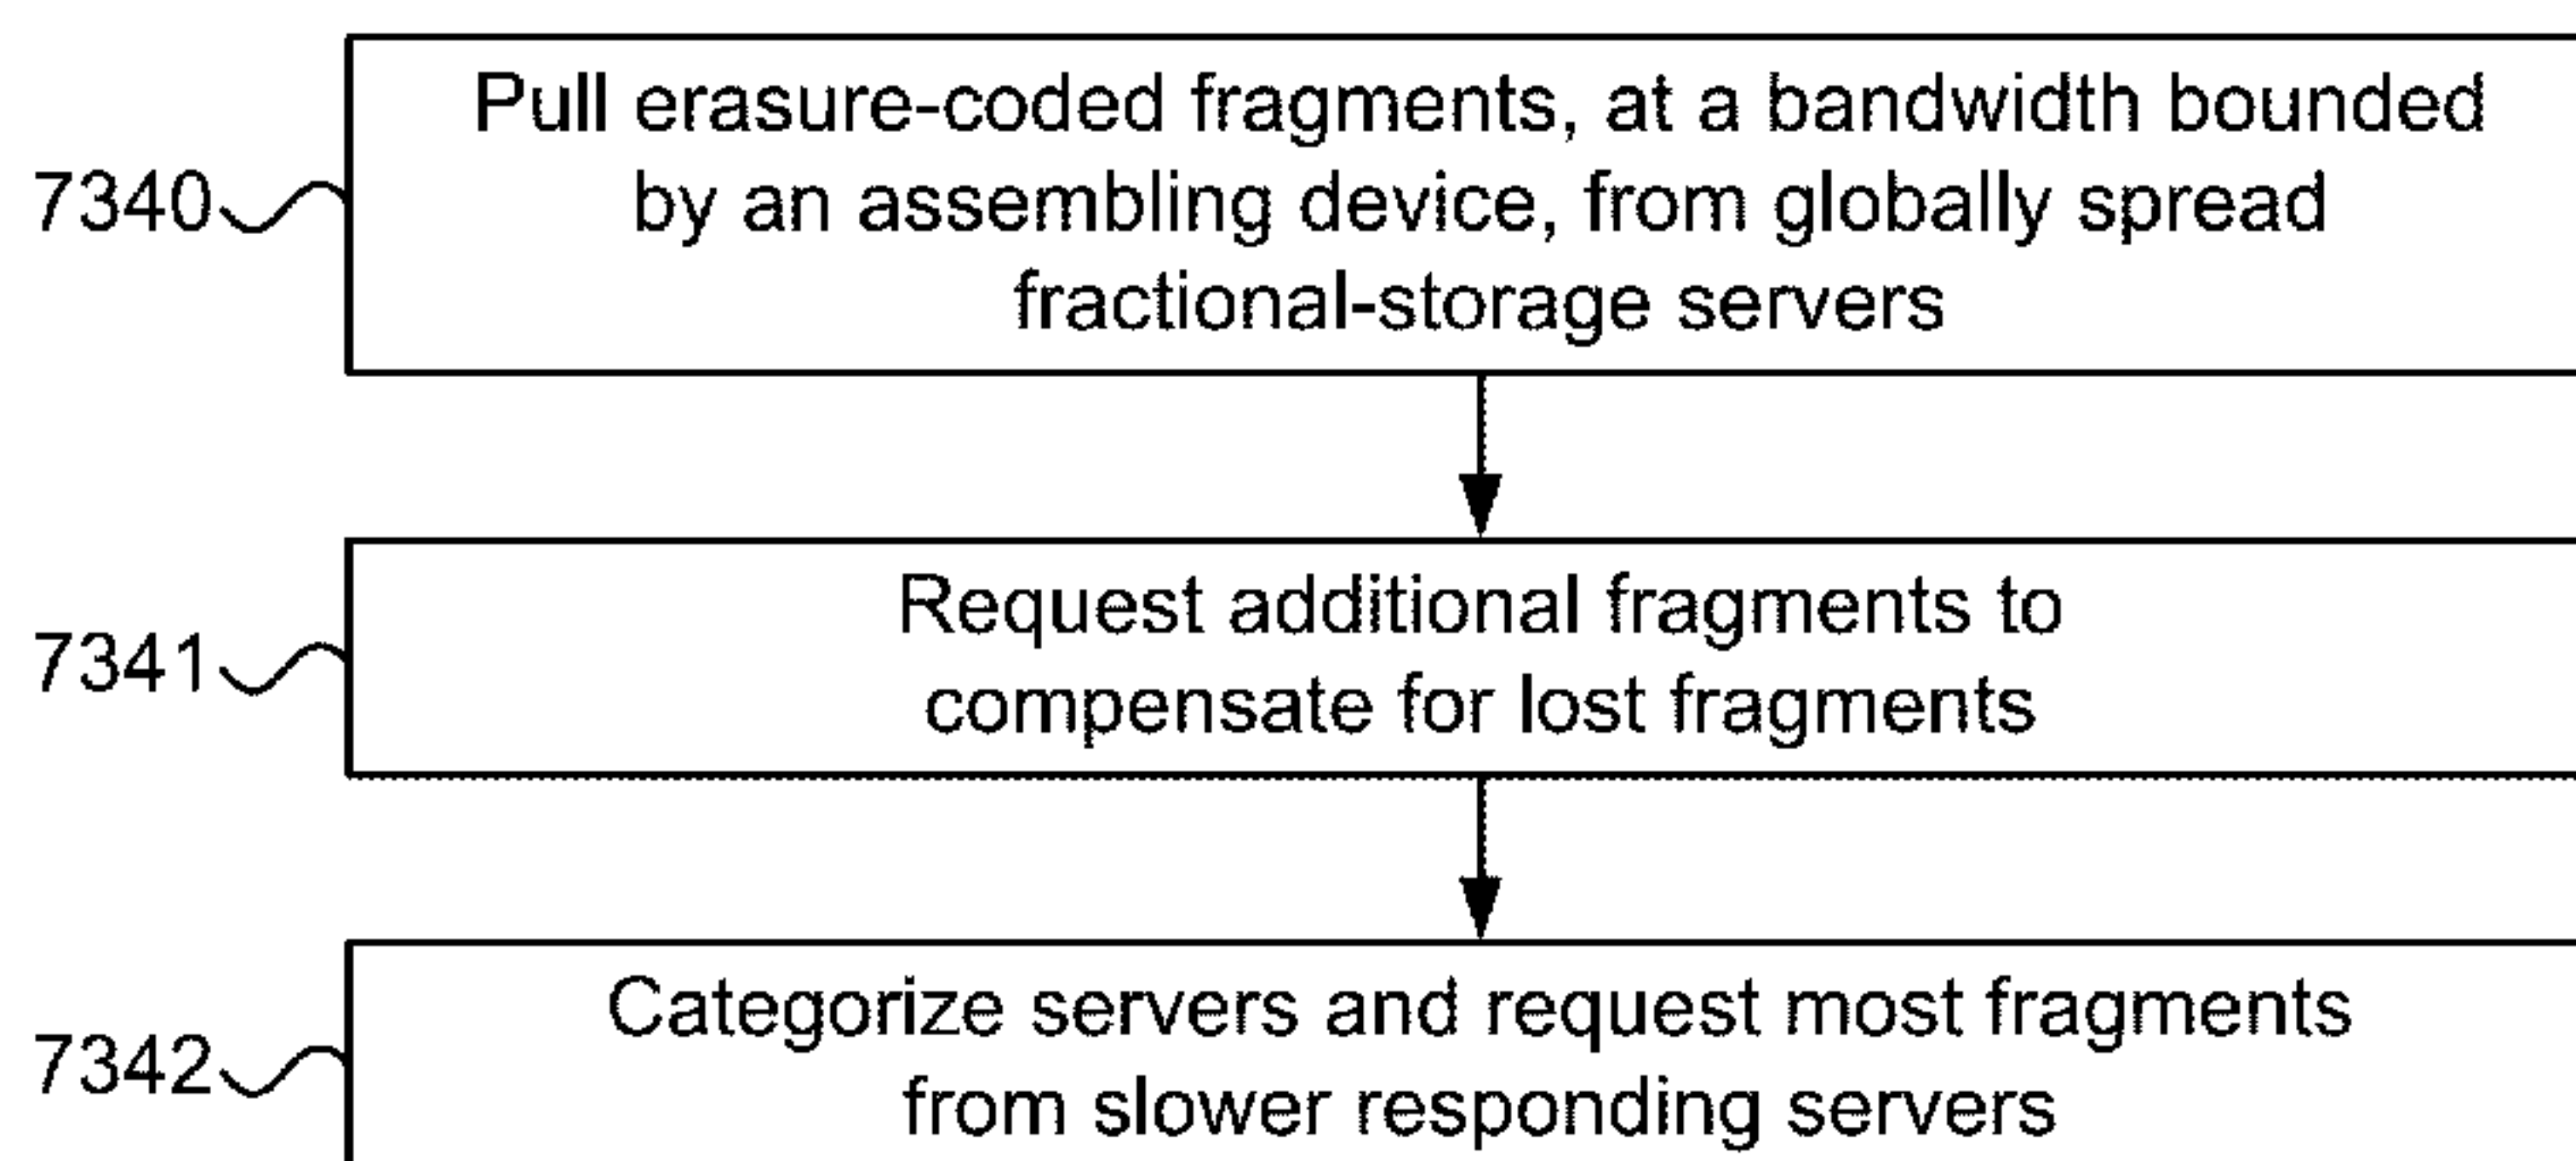 Pull erasure-coded fragments, at a bandwidth bounded
7340 by an assembling device, from globally spread
fractional-storage servers
Request additional fragments to
7341
compensate for lost fragments
Categorize servers and request most fragments
7342
from slower responding servers